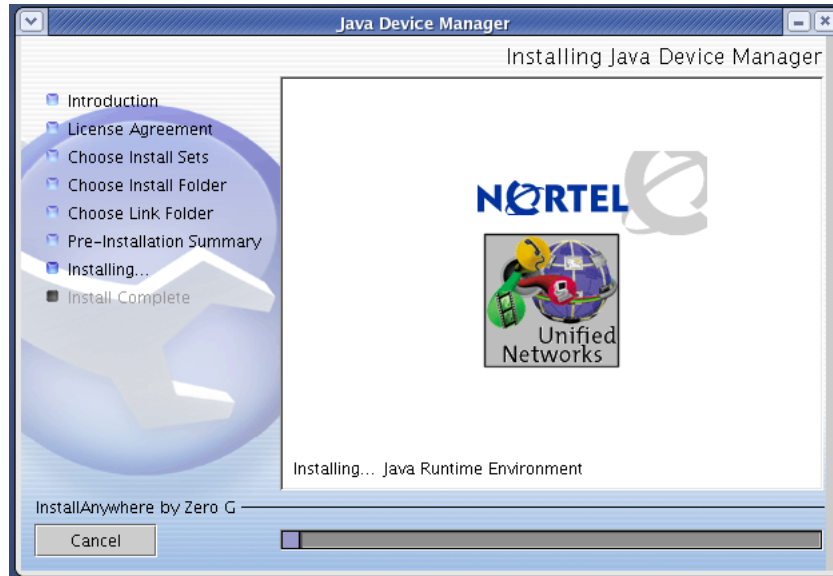 Java Device Manager
Installing Java Device Manager
Introduction
License Agreement
Choose Install Sets
Choose Install Folder
Choose Link Folder
Pre-Installation Summary
Installing...
Install Complete
NORTEL
Unified
Networks
Installing... Java Runtime Environment
InstallAnywhere by Zero G
Cancel